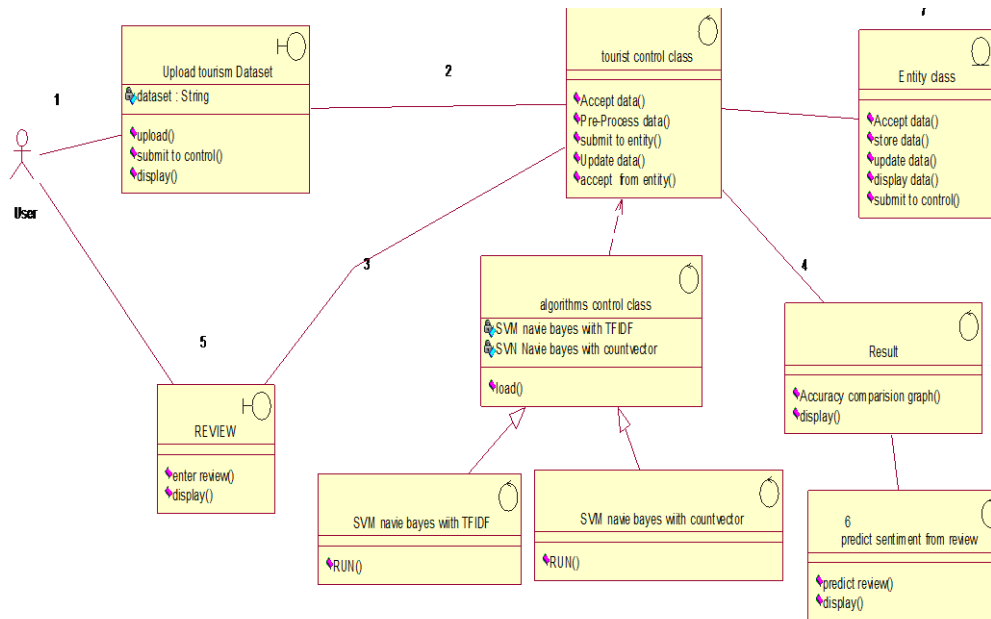 1
User
Upload tourism Dataset
dataset : String
upload()
submit to control()
display()
2
tourist control class
Accept data()
Pre-Process data()
submit to entity()
Update data()
accept from entity()
7
Entity class
Accept data()
store data()
update data()
display data()
submit to control()
3
4
5
REVIEW
enter review()
display()
algorithms control class
SVM navie bayes with TFIDF
SVN Navie bayes with countvector
load()
Result
Accuracy comparision graph()
display()
SVM navie bayes with TFIDF
RUN()
SVM navie bayes wiith countvector
RUN()
6
predict sentiment from review
predict review()
display()